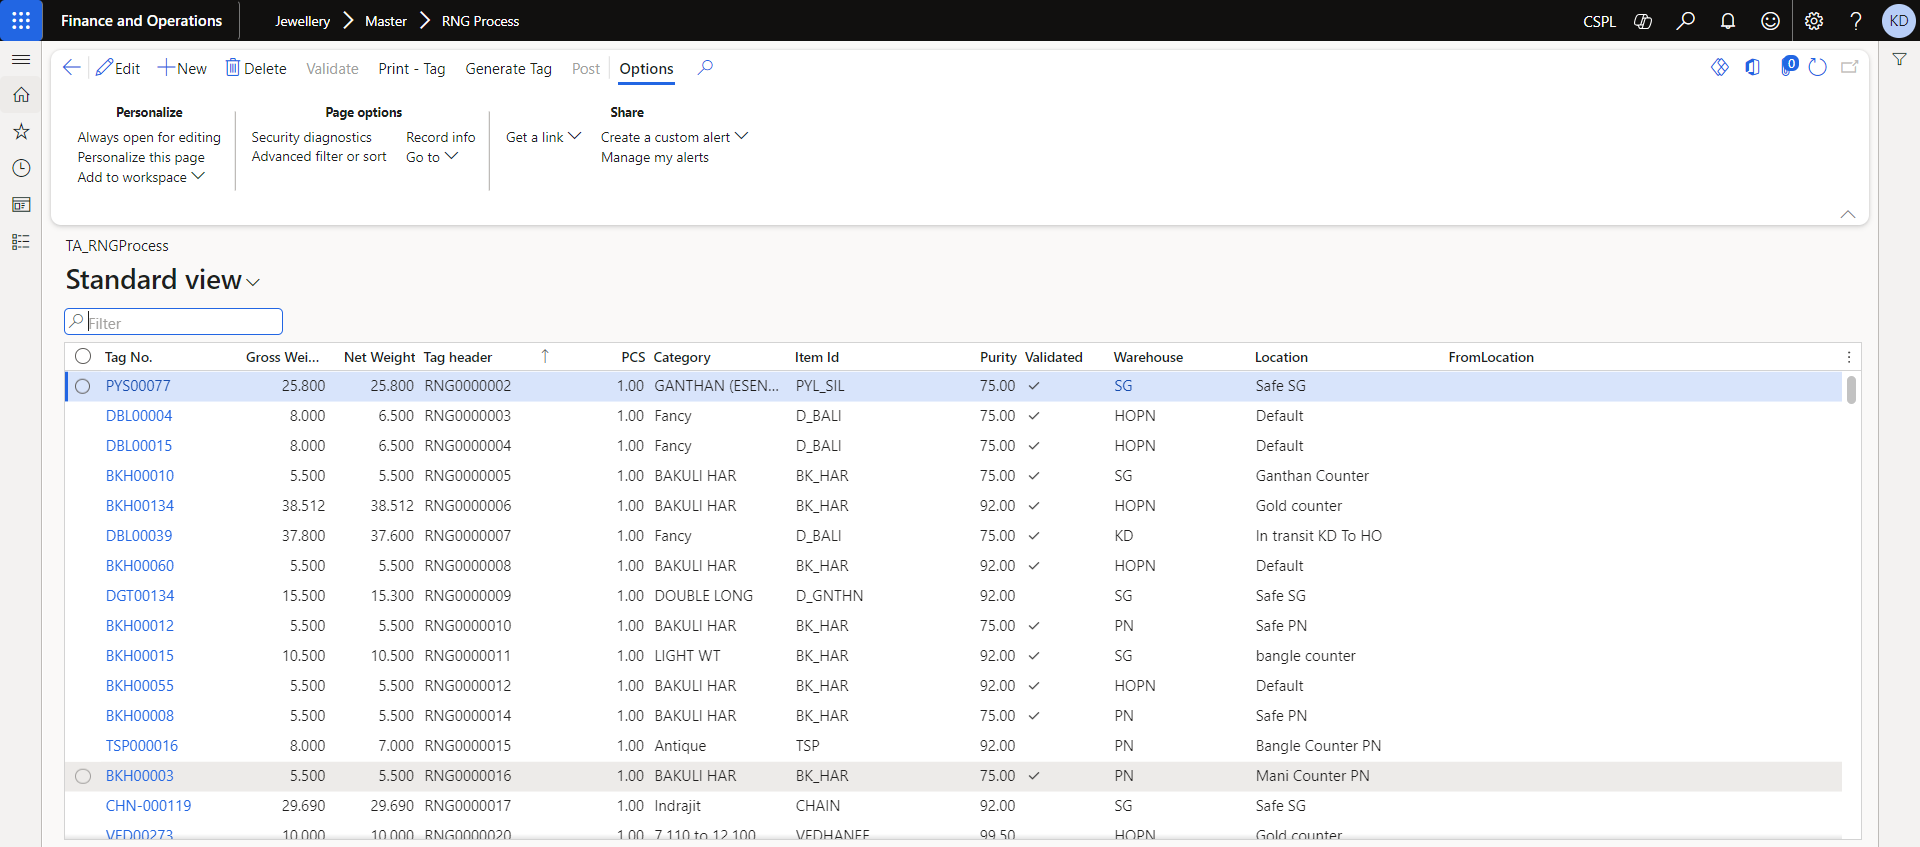 Finance and Operations Jewellery Master RNG Process CSPL KD
Edit New Delete Validate Print - Tag Generate Tag Post Options 0
Personalize Page options Share
Always open for editing Security diagnostics Record info Get a link Create a custom alert
Personalize this page Advanced filter or sort Go to Manage my alerts
Add to workspace
TA_RNGProcess
Standard view
Filter
Tag No. Gross Wei... Net Weight Tag header PCS Category Item Id Purity Validated Warehouse Location FromLocation
PYS00077 25.800 25.800 RNG0000002 1.00 GANTHAN (ESEN... PYL_SIL 75.00 SG Safe SG
DBL00004 8.000 6.500 RNG0000003 1.00 Fancy D_BALI 75.00 HOPN Default
DBL00015 8.000 6.500 RNG0000004 1.00 Fancy D_BALI 75.00 HOPN Default
BKH00010 5.500 5.500 RNG0000005 1.00 BAKULI HAR BK_HAR 75.00 SG Ganthan Counter
BKH00134 38.512 38.512 RNG0000006 1.00 BAKULI HAR BK_HAR 92.00 HOPN Gold counter
DBL00039 37.800 37.600 RNG0000007 1.00 Fancy D_BALI 75.00 KD In transit KD To HO
BKH00060 5.500 5.500 RNG0000008 1.00 BAKULI HAR BK_HAR 92.00 HOPN Default
DGT00134 15.500 15.300 RNG0000009 1.00 DOUBLE LONG D_GNTHN 92.00 SG Safe SG
BKH00012 5.500 5.500 RNG0000010 1.00 BAKULI HAR BK_HAR 75.00 PN Safe PN
BKH00015 10.500 10.500 RNG0000011 1.00 LIGHT WT BK_HAR 92.00 SG bangle counter
BKH00055 5.500 5.500 RNG0000012 1.00 BAKULI HAR BK_HAR 92.00 HOPN Default
BKH00008 5.500 5.500 RNG0000014 1.00 BAKULI HAR BK_HAR 75.00 PN Safe PN
TSP000016 8.000 7.000 RNG0000015 1.00 Antique TSP 92.00 PN Bangle Counter PN
BKH00003 5.500 5.500 RNG0000016 1.00 BAKULI HAR BK_HAR 75.00 PN Mani Counter PN
CHN-000119 29.690 29.690 RNG0000017 1.00 Indrajit CHAIN 92.00 SG Safe SG
VED00273 10.000 10.000 RNG0000020 1.00 7.110 to 12.100 VEDHANEE 99.50 HOPN Gold counter